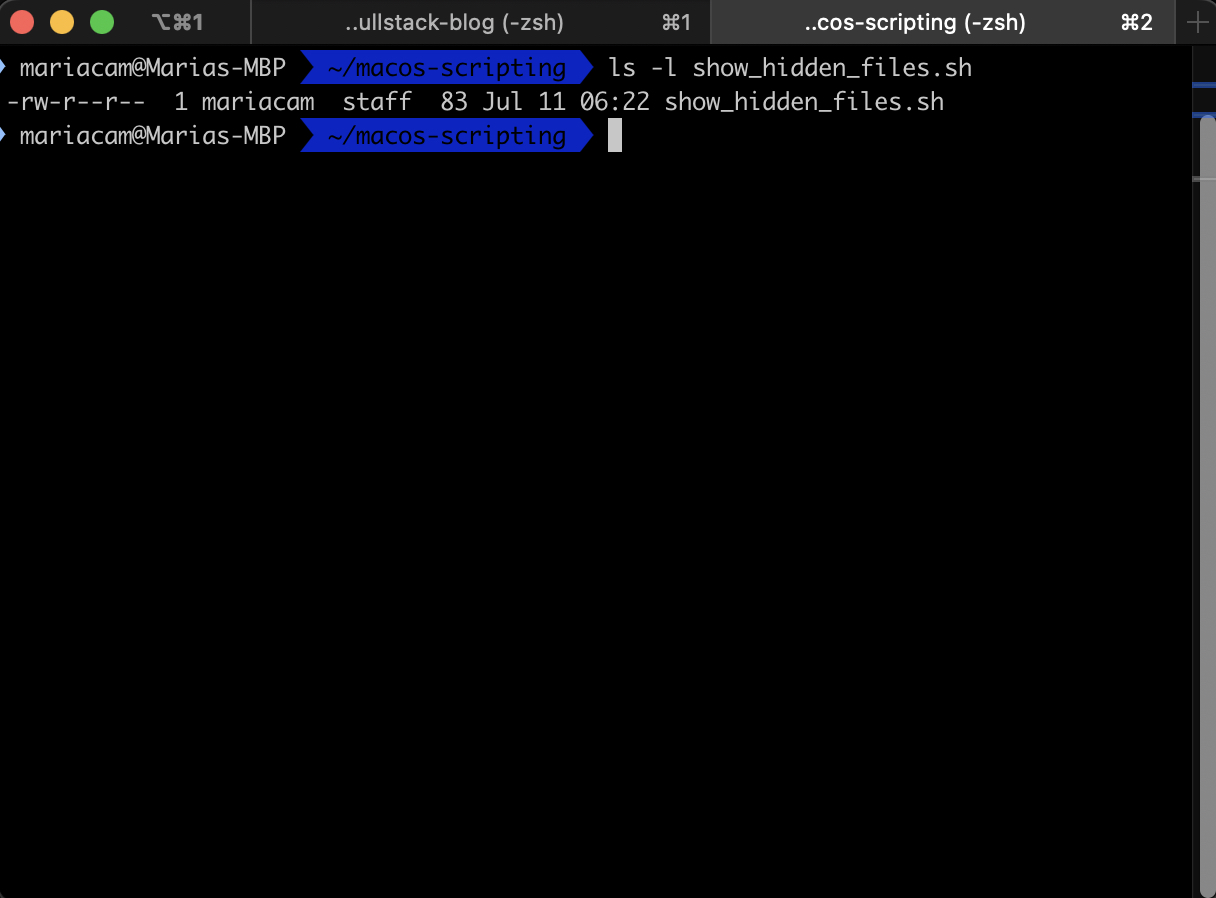 ⌥⌘1 ..ullstack-blog (-zsh) ⌘1 ..cos-scripting (-zsh) ⌘2
mariacam@Marias-MBP ~/macos-scripting ls -l show_hidden_files.sh
-rw-r--r-- 1 mariacam staff 83 Jul 11 06:22 show_hidden_files.sh
mariacam@Marias-MBP ~/macos-scripting